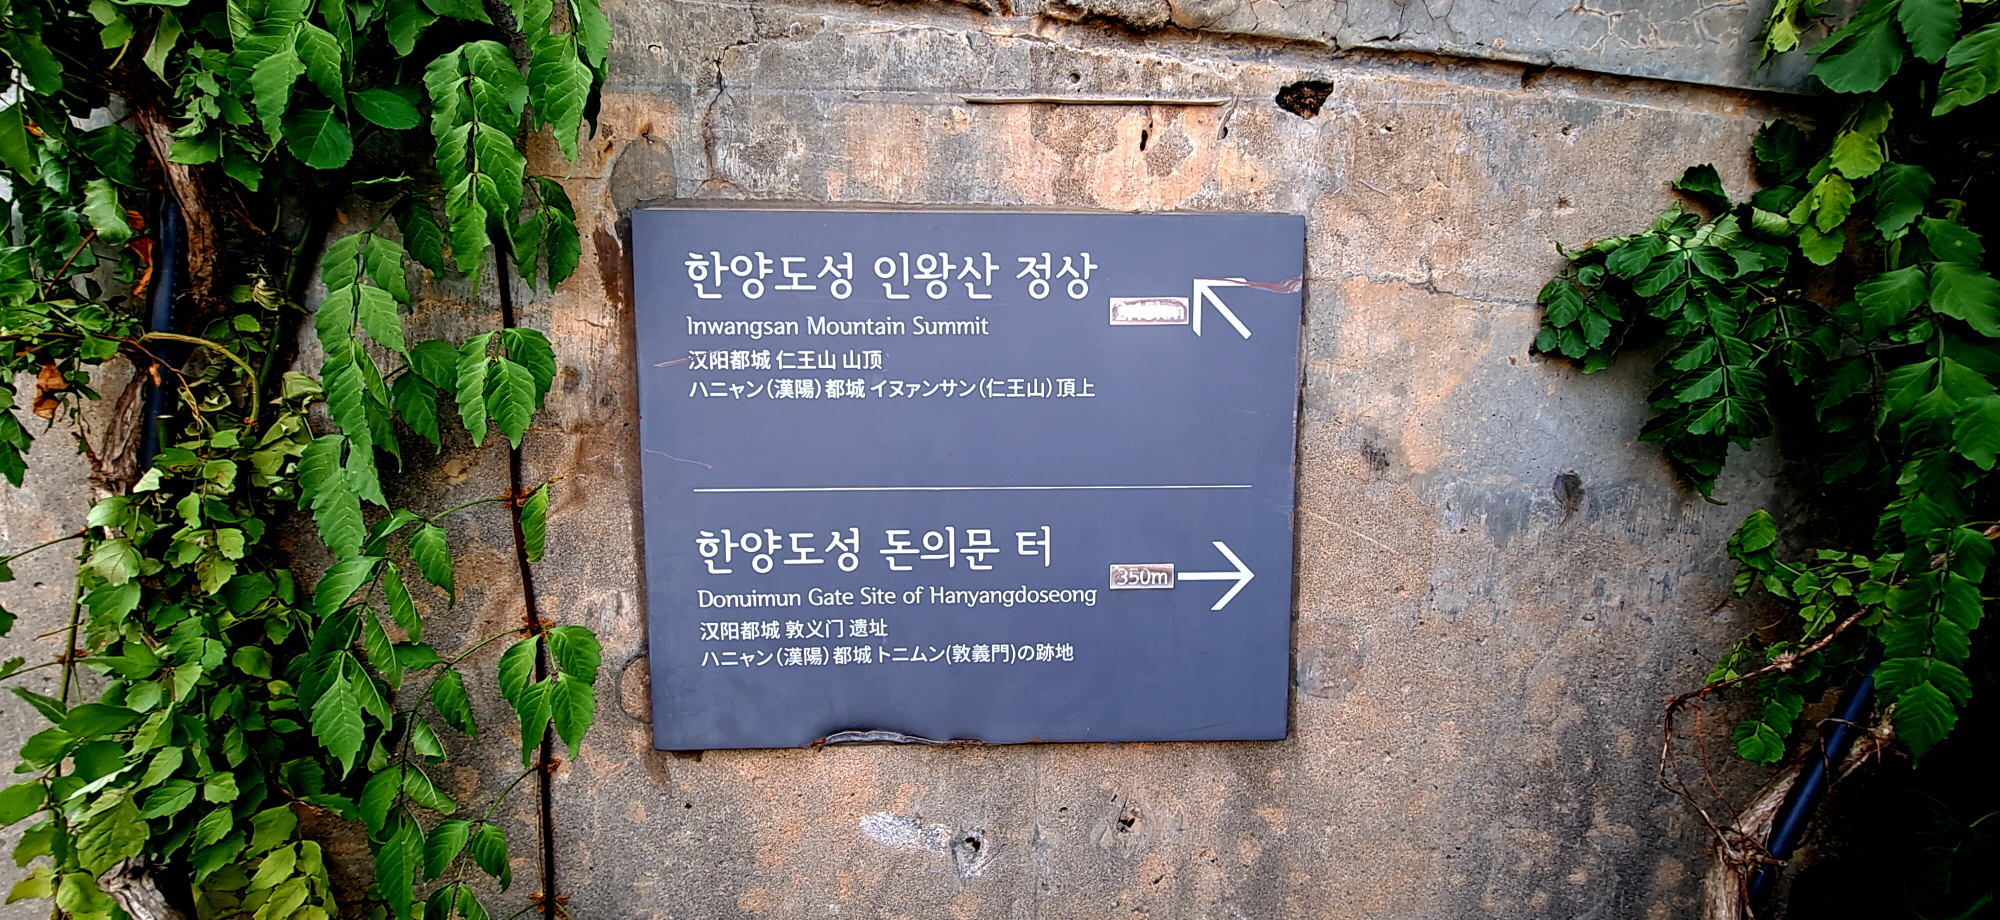 한양도성 인왕산 정상
Inwangsan Mountain Summit
汉阳都城 仁王山 山顶
ハニャン(漢陽)都城 イヌァンサン(仁王山)頂上
한양도성 돈의문 터
350m
Donuimun Gate Site of Hanyangdoseong
汉阳都城 敦义门 遗址
ハニャン(漢陽)都城 トニムン(敦義門)の跡地